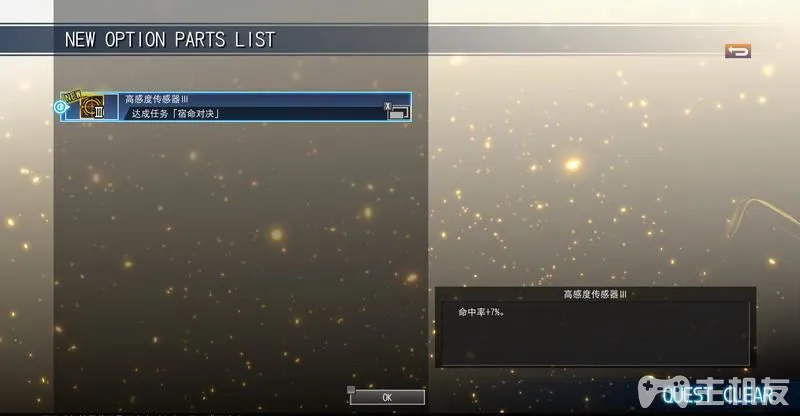 NEW OPTION PARTS LIST
NEW
高感度传感器Ⅲ
III
达成任务「宿命对决」
X
高感度传感器Ⅲ
命中率+7%。
OK
QUEST CLEAR
主机友